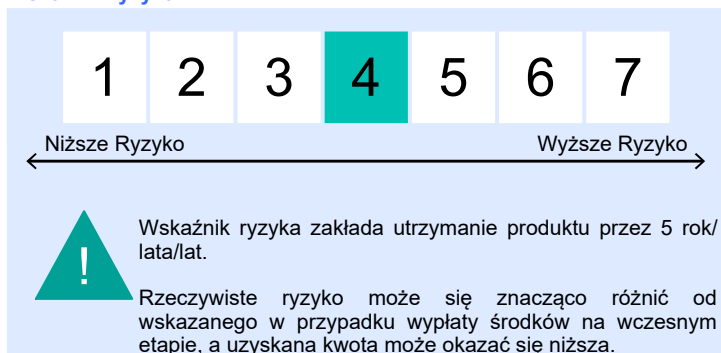 1 2 3 4 5 6 7
Niższe Ryzyko Wyższe Ryzyko
Wskaźnik ryzyka zakłada utrzymanie produktu przez 5 rok/
lata/lat.
!
Rzeczywiste ryzyko może się znacząco różnić od
wskazanego w przypadku wypłaty środków na wczesnym
etapie, a uzyskana kwota może okazać się niższa.